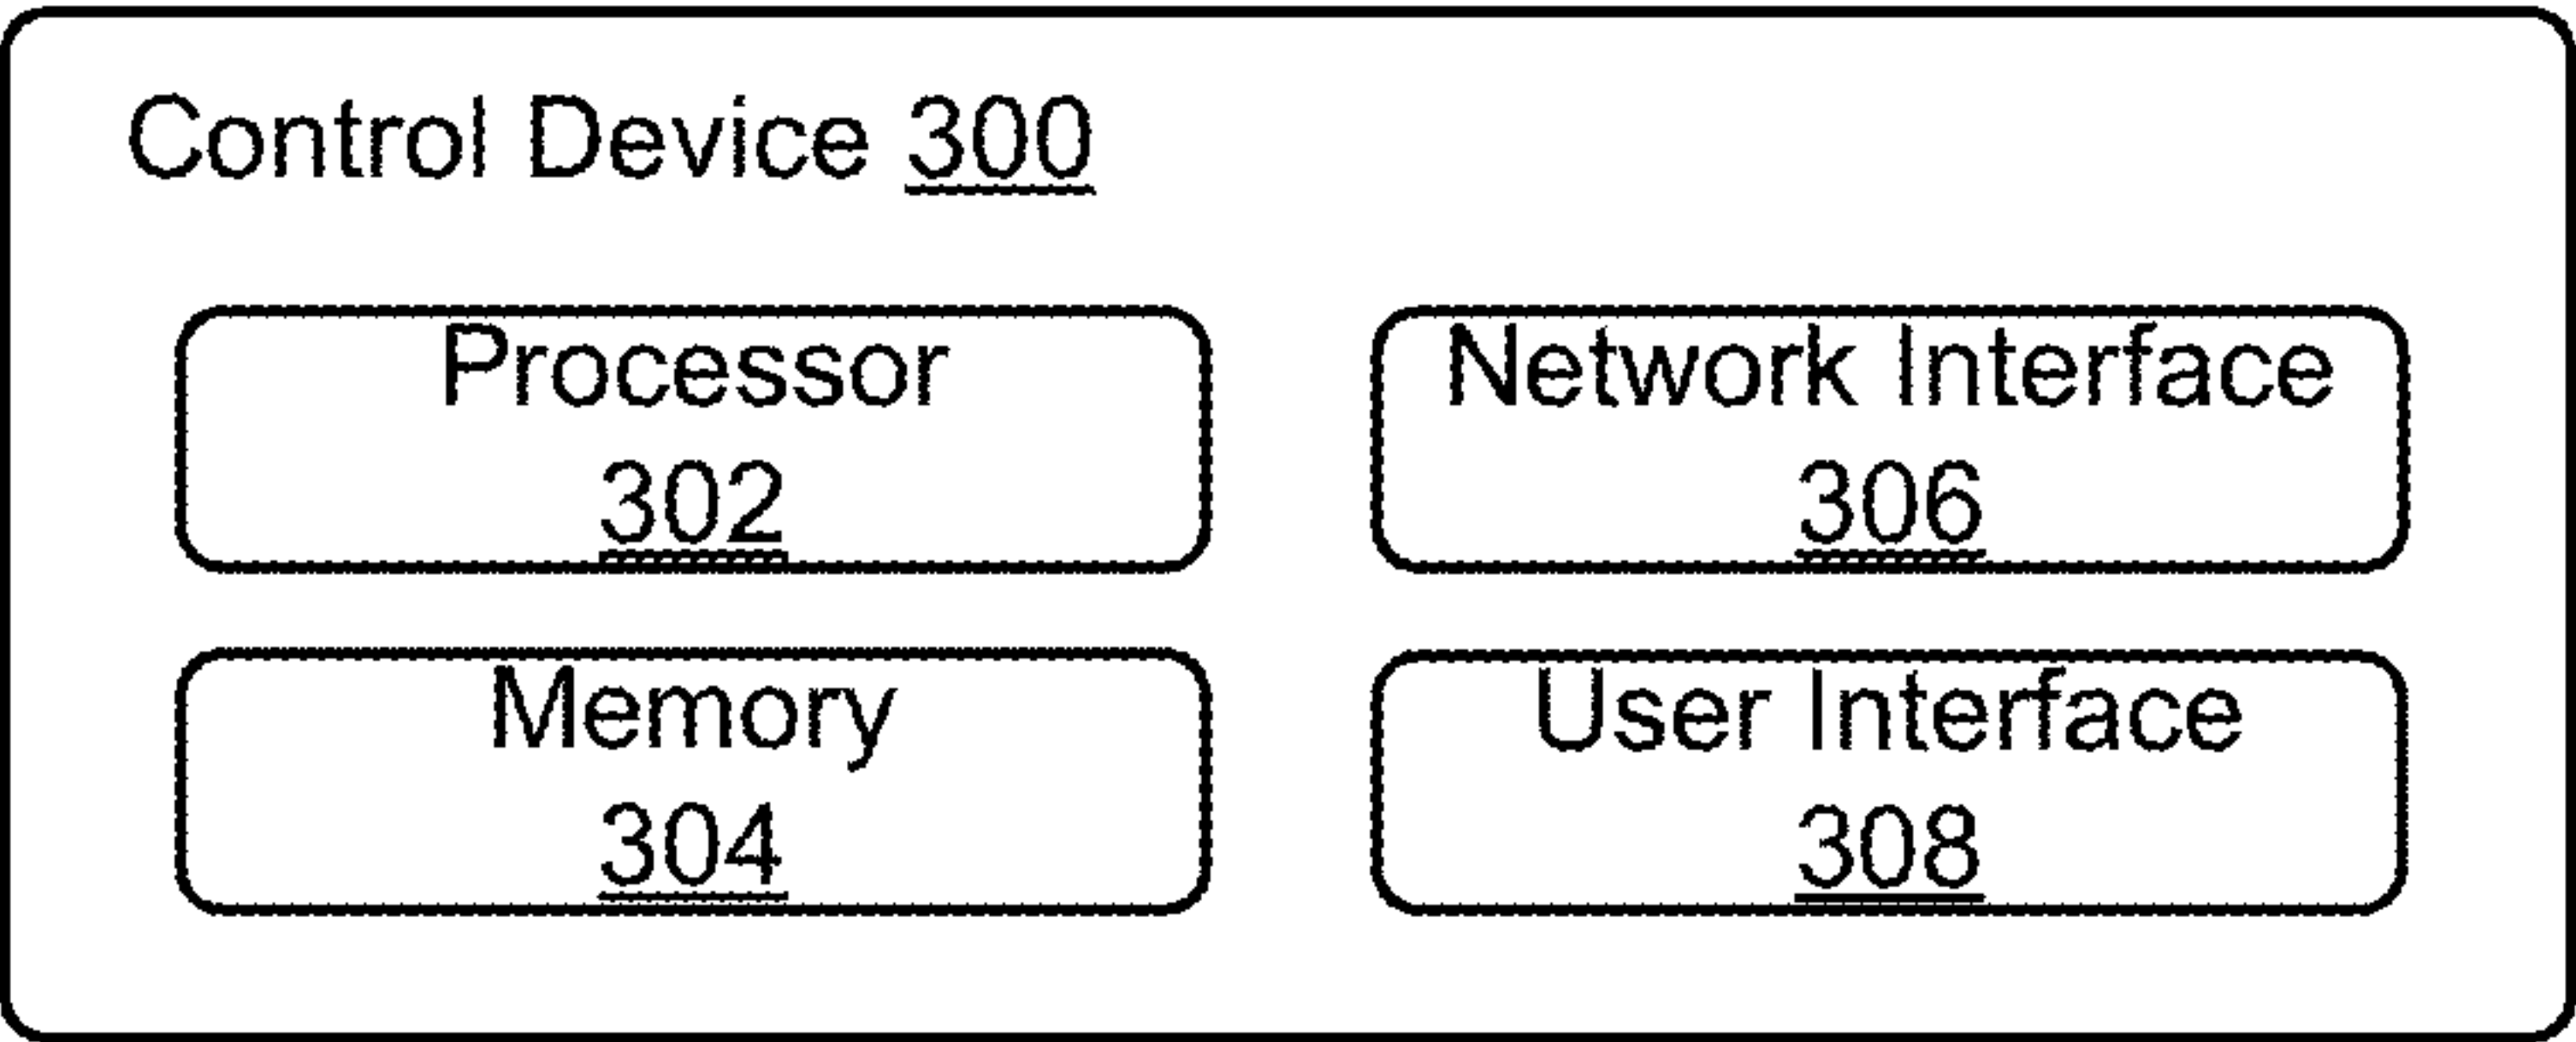 Control Device 300
Processor
302
Network Interface
306
Memory
304
User Interface
308